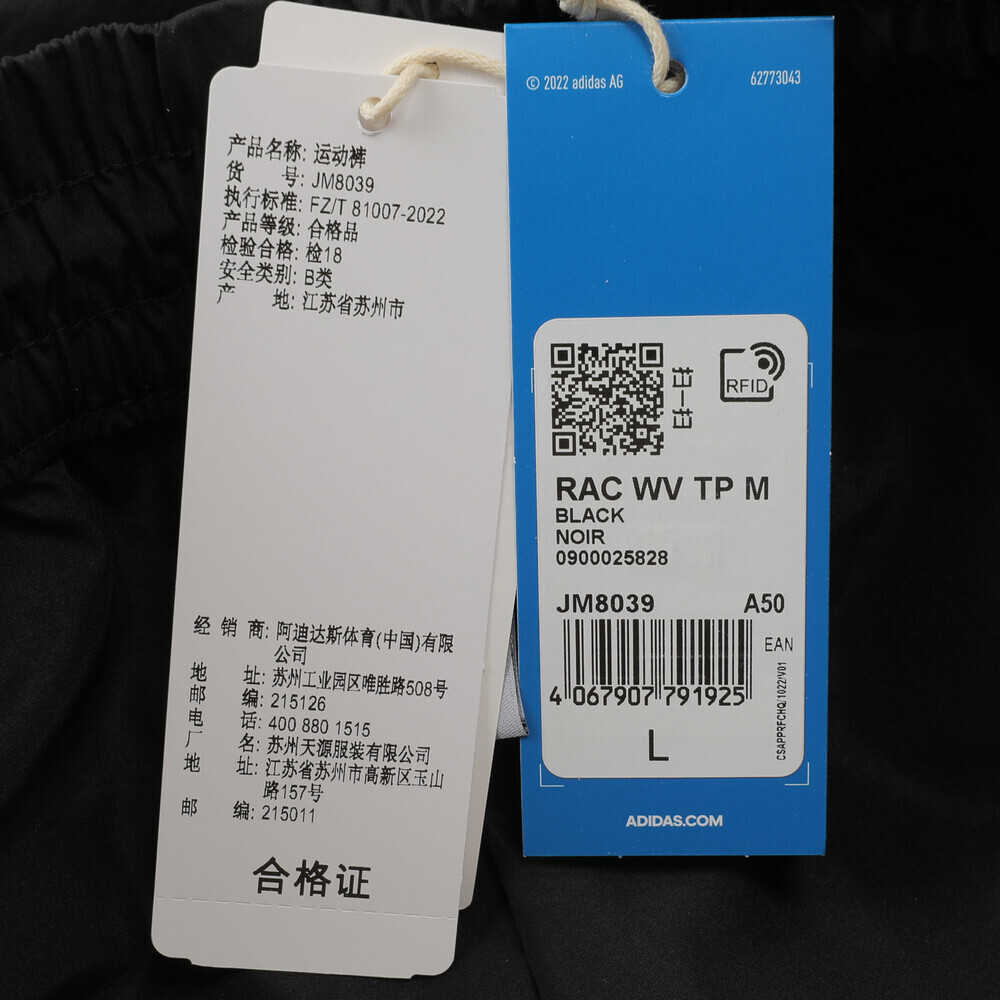 产品名称: 运动裤
货 号: JM8039
执行标准: FZ/T 81007-2022
产品等级: 合格品
检验合格: 检18
安全类别: B类
产 地: 江苏省苏州市
经 销 商: 阿迪达斯体育(中国)有限
公司
地 址: 苏州工业园区唯胜路508号
邮 编: 215126
电 话: 400 880 1515
厂 名: 苏州天源服装有限公司
地 址: 江苏省苏州市高新区玉山
路157号
邮 编: 215011
合格证
© 2022 adidas AG
62773043
扫一扫
RFID
RAC WV TP M
BLACK
NOIR
0900025828
JM8039 A50
EAN
4 067907 791925
CSAPPRFCHQ/1022/V01
L
ADIDAS.COM